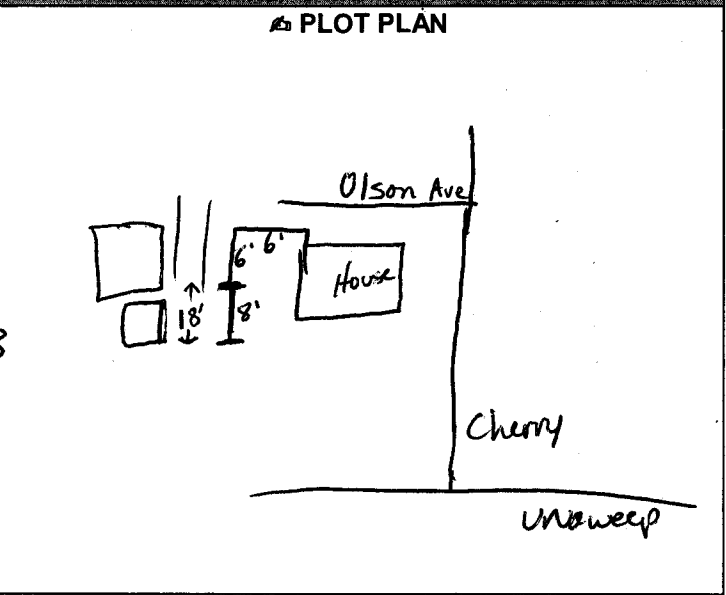 ✍ PLOT PLAN
Olson Ave
6' 6'
House
18' 8'
Cherry
Unaweep